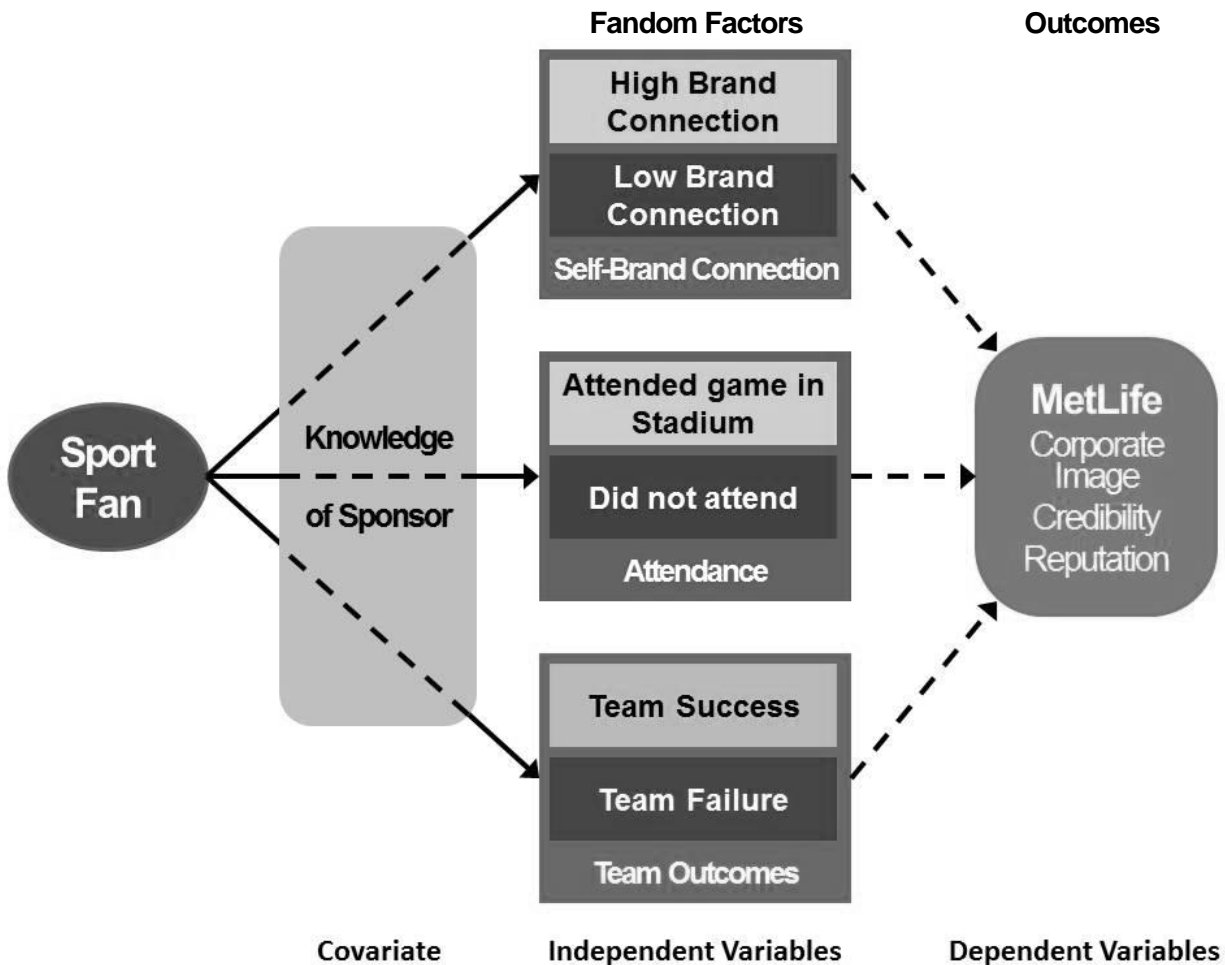 Fandom Factors
Outcomes
High Brand
Connection
Low Brand
Connection
Self-Brand Connection
Attended game in
Stadium
Did not attend
Attendance
Team Success
Team Failure
Team Outcomes
Sport
Fan
Knowledge
of Sponsor
MetLife
Corporate
Image
Credibility
Reputation
Covariate
Independent Variables
Dependent Variables